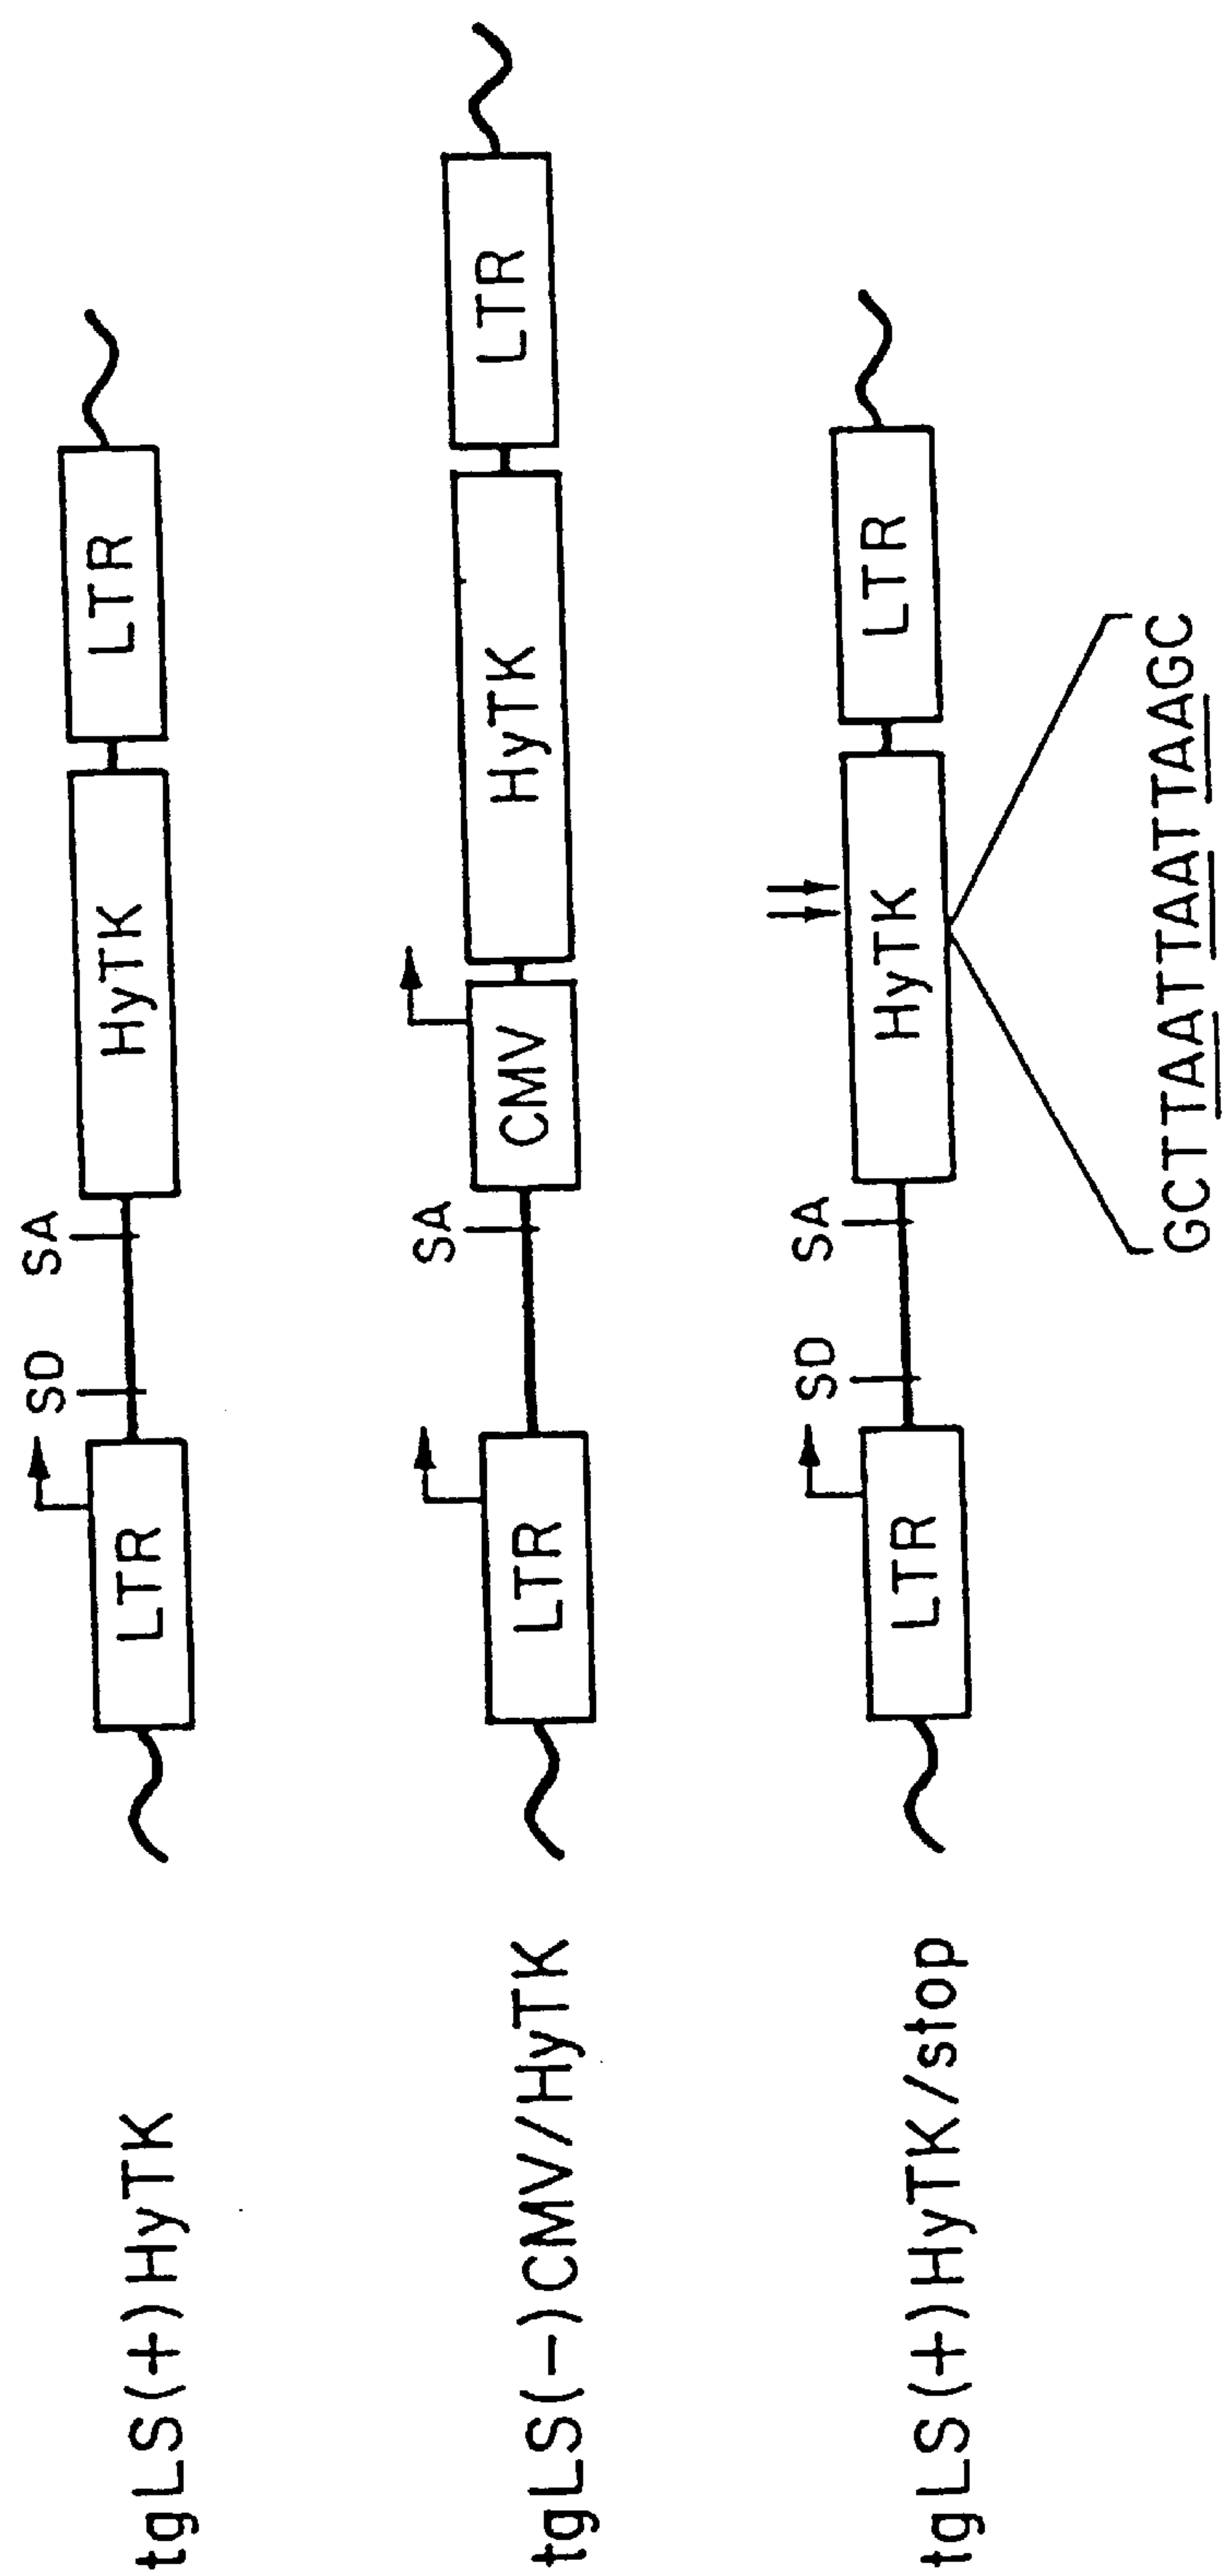 tgLS(+)HyTK
LTR
SD
SA
HyTK
LTR
tgLS(-)CMV/HyTK
LTR
SA
CMV
HyTK
LTR
tgLS(+)HyTK/stop
LTR
SD
SA
HyTK
LTR
GCTTAATTAATTAAGC